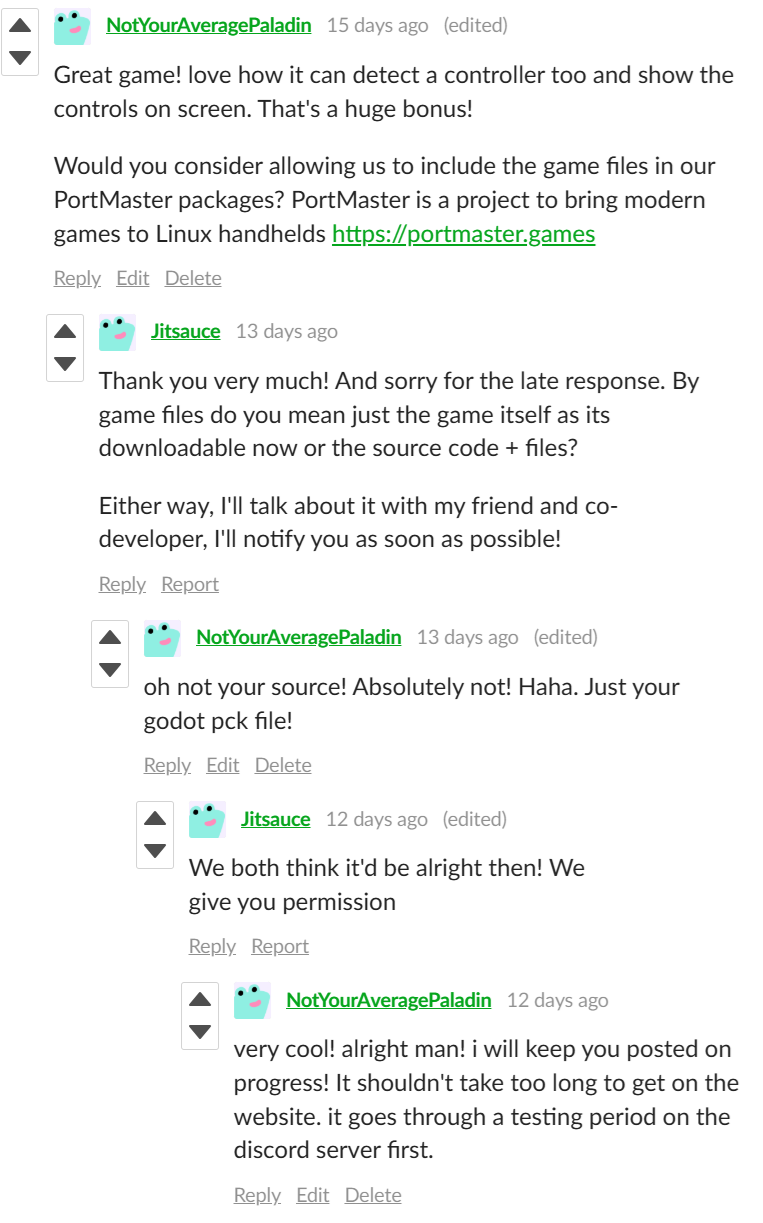 NotYourAveragePaladin 15 days ago (edited)
Great game! love how it can detect a controller too and show the
controls on screen. That's a huge bonus!
Would you consider allowing us to include the game files in our
PortMaster packages? PortMaster is a project to bring modern
games to Linux handhelds https://portmaster.games
Reply Edit Delete
Jitsauce 13 days ago
Thank you very much! And sorry for the late response. By
game files do you mean just the game itself as its
downloadable now or the source code + files?
Either way, I'll talk about it with my friend and co-
developer, I'll notify you as soon as possible!
Reply Report
NotYourAveragePaladin 13 days ago (edited)
oh not your source! Absolutely not! Haha. Just your
godot pck file!
Reply Edit Delete
Jitsauce 12 days ago (edited)
We both think it'd be alright then! We
give you permission
Reply Report
NotYourAveragePaladin 12 days ago
very cool! alright man! i will keep you posted on
progress! It shouldn't take too long to get on the
website. it goes through a testing period on the
discord server first.
Reply Edit Delete